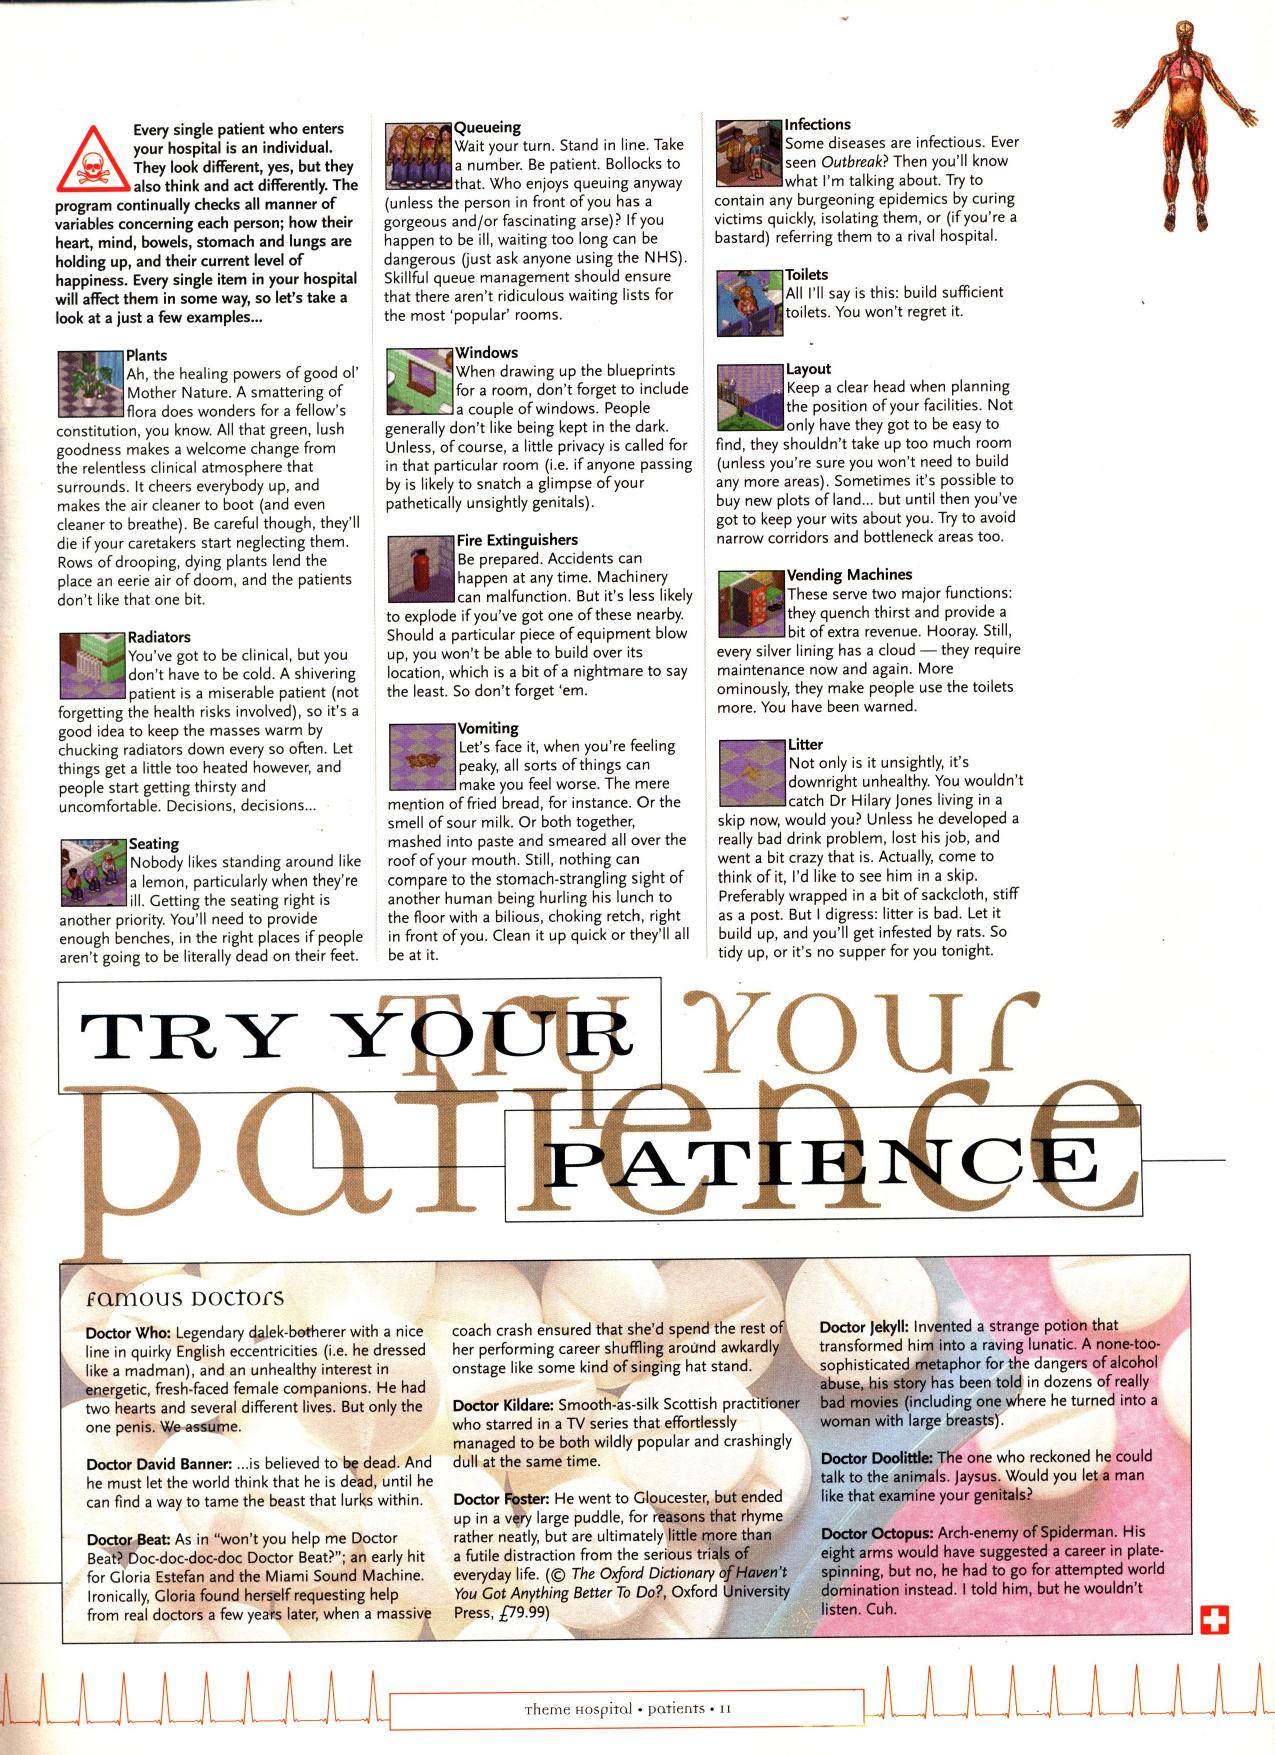 Every single patient who enters
your hospital is an individual.
They look different, yes, but they
also think and act differently. The
program continually checks all manner of
variables concerning each person; how their
heart, mind, bowels, stomach and lungs are
holding up, and their current level of
happiness. Every single item in your hospital
will affect them in some way, so let's take a
look at a just a few examples...
Plants
Ah, the healing powers of good ol'
Mother Nature. A smattering of
flora does wonders for a fellow's
constitution, you know. All that green, lush
goodness makes a welcome change from
the relentless clinical atmosphere that
surrounds. It cheers everybody up, and
makes the air cleaner to boot (and even
cleaner to breathe). Be careful though, they'll
die if your caretakers start neglecting them.
Rows of drooping, dying plants lend the
place an eerie air of doom, and the patients
don't like that one bit.
Radiators
You've got to be clinical, but you
don't have to be cold. A shivering
patient is a miserable patient (not
forgetting the health risks involved), so it's a
good idea to keep the masses warm by
chucking radiators down every so often. Let
things get a little too heated however, and
people start getting thirsty and
uncomfortable. Decisions, decisions...
Seating
Nobody likes standing around like
a lemon, particularly when they're
ill. Getting the seating right is
another priority. You'll need to provide
enough benches, in the right places if people
aren't going to be literally dead on their feet.
Queueing
Wait your turn. Stand in line. Take
a number. Be patient. Bollocks to
that. Who enjoys queuing anyway
(unless the person in front of you has a
gorgeous and/or fascinating arse)? If you
happen to be ill, waiting too long can be
dangerous (just ask anyone using the NHS).
Skillful queue management should ensure
that there aren't ridiculous waiting lists for
the most 'popular' rooms.
Windows
When drawing up the blueprints
for a room, don't forget to include
a couple of windows. People
generally don't like being kept in the dark.
Unless, of course, a little privacy is called for
in that particular room (i.e. if anyone passing
by is likely to snatch a glimpse of your
pathetically unsightly genitals).
Fire Extinguishers
Be prepared. Accidents can
happen at any time. Machinery
can malfunction. But it's less likely
to explode if you've got one of these nearby.
Should a particular piece of equipment blow
up, you won't be able to build over its
location, which is a bit of a nightmare to say
the least. So don't forget 'em.
Vomiting
Let's face it, when you're feeling
peaky, all sorts of things can
make you feel worse. The mere
mention of fried bread, for instance. Or the
smell of sour milk. Or both together,
mashed into paste and smeared all over the
roof of your mouth. Still, nothing can
compare to the stomach-strangling sight of
another human being hurling his lunch to
the floor with a bilious, choking retch, right
in front of you. Clean it up quick or they'll all
be at it.
Infections
Some diseases are infectious. Ever
seen Outbreak? Then you'll know
what I'm talking about. Try to
contain any burgeoning epidemics by curing
victims quickly, isolating them, or (if you're a
bastard) referring them to a rival hospital.
Toilets
All I'll say is this: build sufficient
toilets. You won't regret it.
Layout
Keep a clear head when planning
the position of your facilities. Not
only have they got to be easy to
find, they shouldn't take up too much room
(unless you're sure you won't need to build
any more areas). Sometimes it's possible to
buy new plots of land... but until then you've
got to keep your wits about you. Try to avoid
narrow corridors and bottleneck areas too.
Vending Machines
These serve two major functions:
they quench thirst and provide a
bit of extra revenue. Hooray. Still,
every silver lining has a cloud — they require
maintenance now and again. More
ominously, they make people use the toilets
more. You have been warned.
Litter
Not only is it unsightly, it's
downright unhealthy. You wouldn't
catch Dr Hilary Jones living in a
skip now, would you? Unless he developed a
really bad drink problem, lost his job, and
went a bit crazy that is. Actually, come to
think of it, I'd like to see him in a skip.
Preferably wrapped in a bit of sackcloth, stiff
as a post. But I digress: litter is bad. Let it
build up, and you'll get infested by rats. So
tidy up, or it's no supper for you tonight.
Try your
patience
TRY YOUR
PATIENCE
Famous Doctors
Doctor Who: Legendary dalek-botherer with a nice
line in quirky English eccentricities (i.e. he dressed
like a madman), and an unhealthy interest in
energetic, fresh-faced female companions. He had
two hearts and several different lives. But only the
one penis. We assume.
Doctor David Banner: ...is believed to be dead. And
he must let the world think that he is dead, until he
can find a way to tame the beast that lurks within.
Doctor Beat: As in "won't you help me Doctor
Beat? Doc-doc-doc-doc Doctor Beat?"; an early hit
for Gloria Estefan and the Miami Sound Machine.
Ironically, Gloria found herself requesting help
from real doctors a few years later, when a massive
coach crash ensured that she'd spend the rest of
her performing career shuffling around awkardly
onstage like some kind of singing hat stand.
Doctor Kildare: Smooth-as-silk Scottish practitioner
who starred in a TV series that effortlessly
managed to be both wildly popular and crashingly
dull at the same time.
Doctor Foster: He went to Gloucester, but ended
up in a very large puddle, for reasons that rhyme
rather neatly, but are ultimately little more than
a futile distraction from the serious trials of
everyday life. (© The Oxford Dictionary of Haven't
You Got Anything Better To Do?, Oxford University
Press, £79.99)
Doctor Jekyll: Invented a strange potion that
transformed him into a raving lunatic. A none-too-
sophisticated metaphor for the dangers of alcohol
abuse, his story has been told in dozens of really
bad movies (including one where he turned into a
woman with large breasts).
Doctor Doolittle: The one who reckoned he could
talk to the animals. Jaysus. Would you let a man
like that examine your genitals?
Doctor Octopus: Arch-enemy of Spiderman. His
eight arms would have suggested a career in plate-
spinning, but no, he had to go for attempted world
domination instead. I told him, but he wouldn't
listen. Cuh.
Theme Hospital • patients • 11